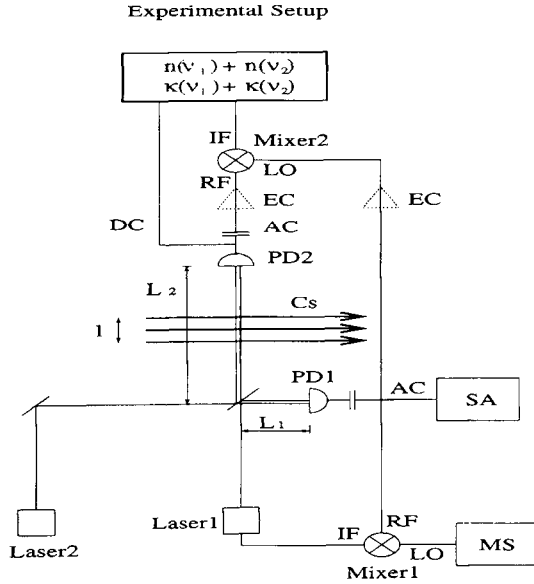 Experimental Setup
n(ν₁) + n(ν₂)
κ(ν₁) + κ(ν₂)
IF
Mixer2
LO
RF
EC
EC
DC
AC
PD2
L₂
Cs
l
PD1
AC
SA
L₁
Laser1
RF
IF
MS
Laser2
LO
Mixer1